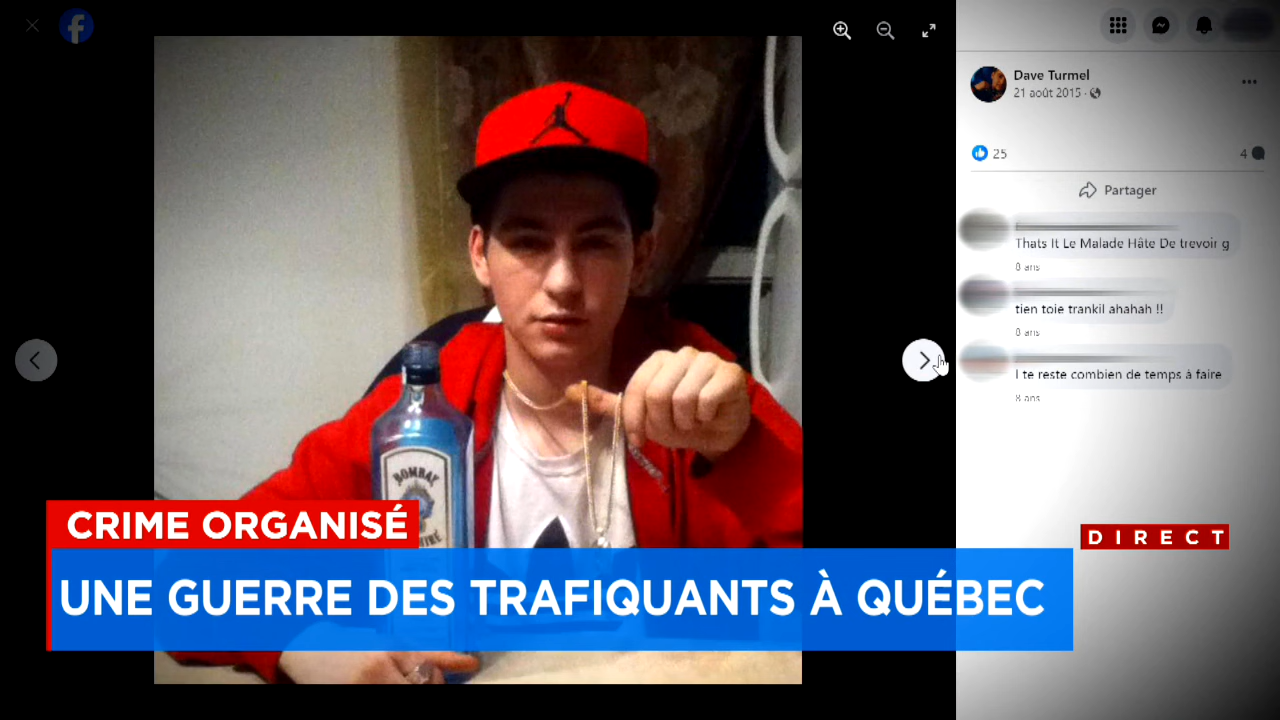 Dave Turmel
21 août 2015
25
4
Partager
Thats It Le Malade Hâte De trevoir g
8 ans
tien toie trankil ahahah !!
8 ans
I te reste combien de temps à faire
8 ans
BOMBAY
CRIME ORGANISÉ
DIRECT
UNE GUERRE DES TRAFIQUANTS À QUÉBEC